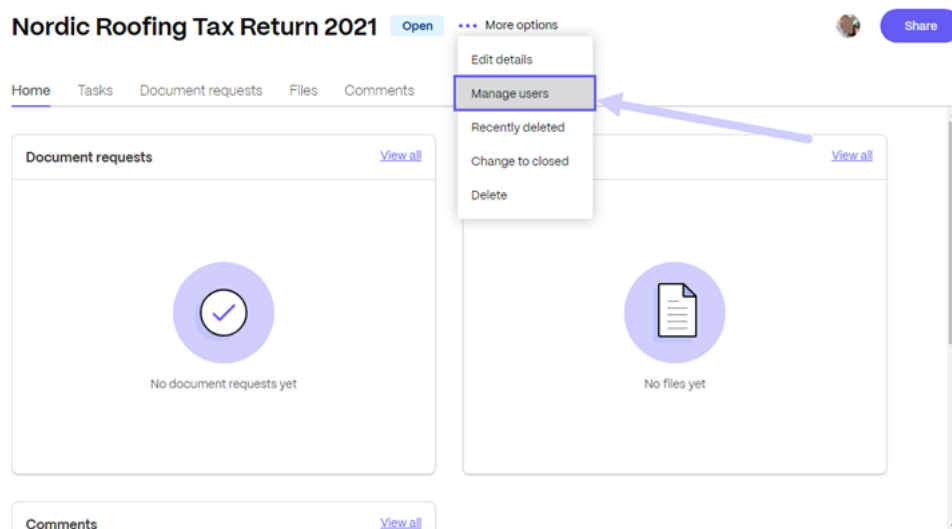 Nordic Roofing Tax Return 2021 Open ••• More options Share
Edit details
Home Tasks Document requests Files Comments
Manage users
Recently deleted
Change to closed
Delete
Document requests View all
View all
No document requests yet
No files yet
Comments View all